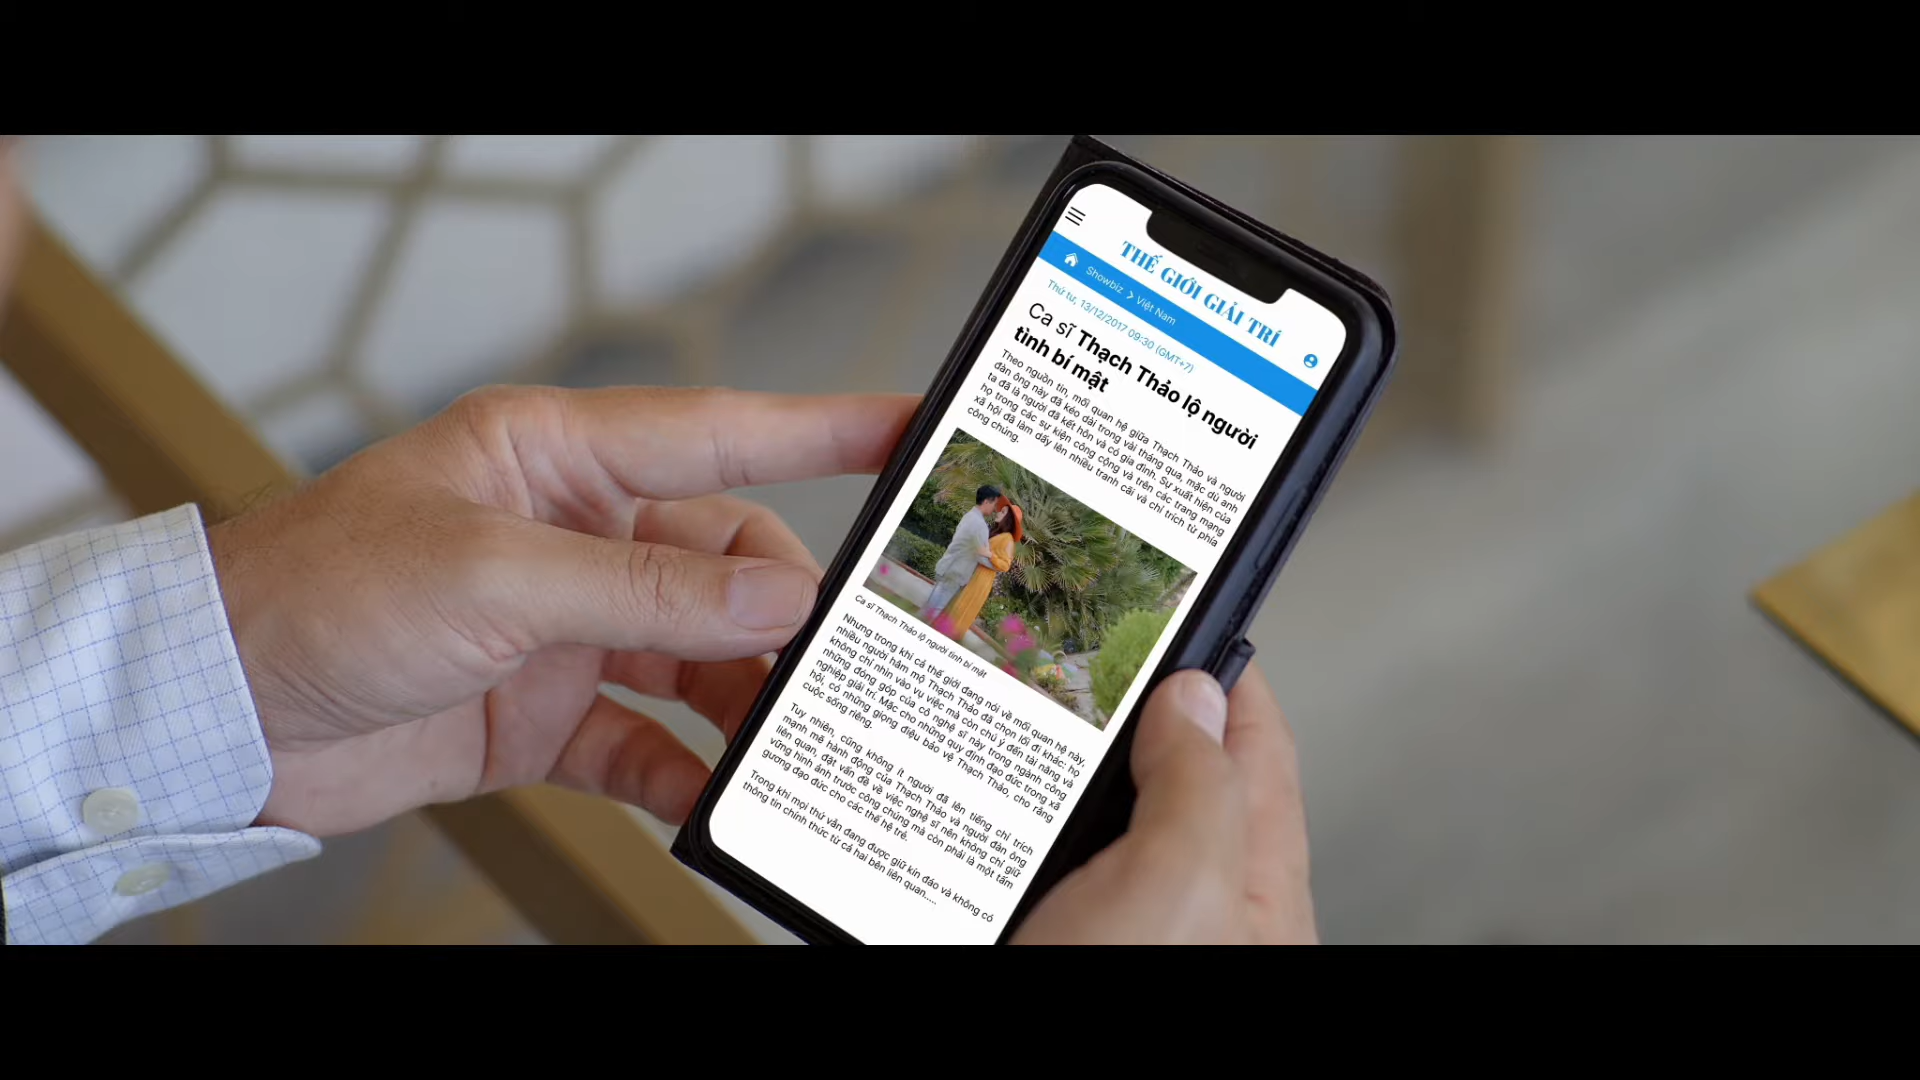 THẾ GIỚI GIẢI TRÍ
Showbiz > Việt Nam
Thứ tư, 13/12/2017 09:30 (GMT+7)
Ca sĩ Thạch Thảo lộ người
tình bí mật
Theo nguồn tin, mối quan hệ giữa Thạch Thảo và người
đàn ông này đã kéo dài trong vài tháng qua, mặc dù anh
ta đã là người đã kết hôn và có gia đình. Sự xuất hiện của
họ trong các sự kiện công cộng và trên các trang mạng
xã hội đã làm dấy lên nhiều tranh cãi và chỉ trích từ phía
công chúng.
Ca sĩ Thạch Thảo lộ người tình bí mật
Nhưng trong khi cả thế giới đang nói về mối quan hệ này,
nhiều người hâm mộ Thạch Thảo đã chọn lối đi khác: họ
không chỉ nhìn vào vụ việc mà còn chú ý đến tài năng và
những đóng góp của cô nghệ sĩ này trong ngành công
nghiệp giải trí. Mặc cho những quy định đạo đức trong xã
hội, có những giọng điệu bảo vệ Thạch Thảo, cho rằng
cuộc sống riêng.
Tuy nhiên, cũng không ít người đã lên tiếng chỉ trích
mạnh mẽ hành động của Thạch Thảo và người đàn ông
liên quan, đặt vấn đề về việc nghệ sĩ nên không chỉ giữ
vững hình ảnh trước công chúng mà còn phải là một tấm
gương đạo đức cho các thế hệ trẻ.
Trong khi mọi thứ vẫn đang được giữ kín đáo và không có
thông tin chính thức từ cả hai bên liên quan.....